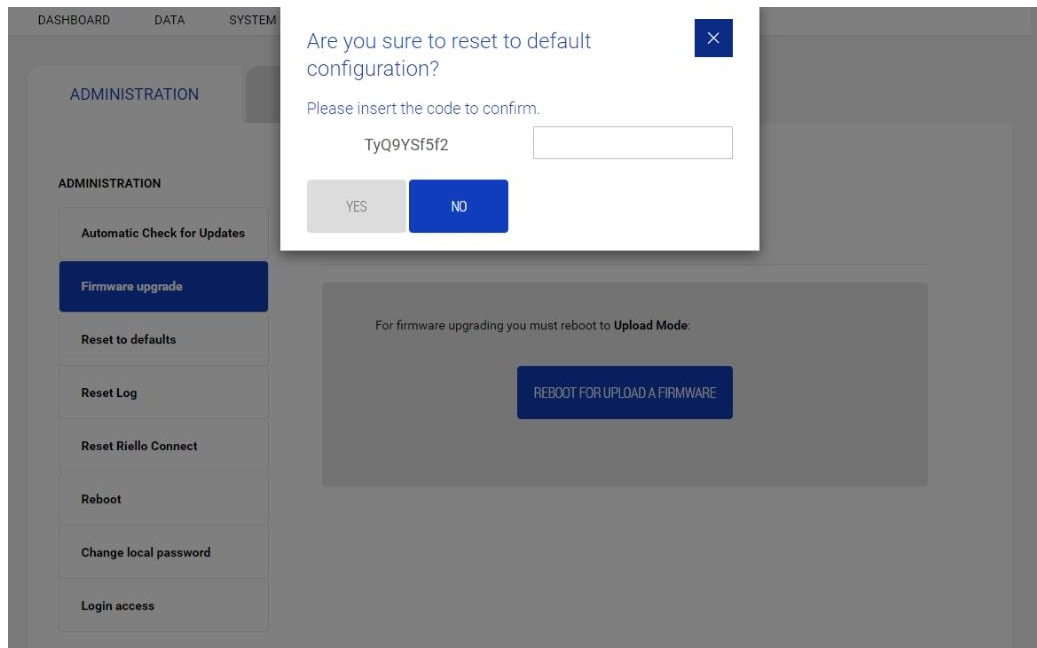 DASHBOARD DATA SYSTEM
Are you sure to reset to default
configuration?
Please insert the code to confirm.
TyQ9YSf5f2
YES NO
ADMINISTRATION
ADMINISTRATION
Automatic Check for Updates
Firmware upgrade
Reset to defaults
Reset Log
Reset Riello Connect
Reboot
Change local password
Login access
For firmware upgrading you must reboot to Upload Mode:
REBOOT FOR UPLOAD A FIRMWARE